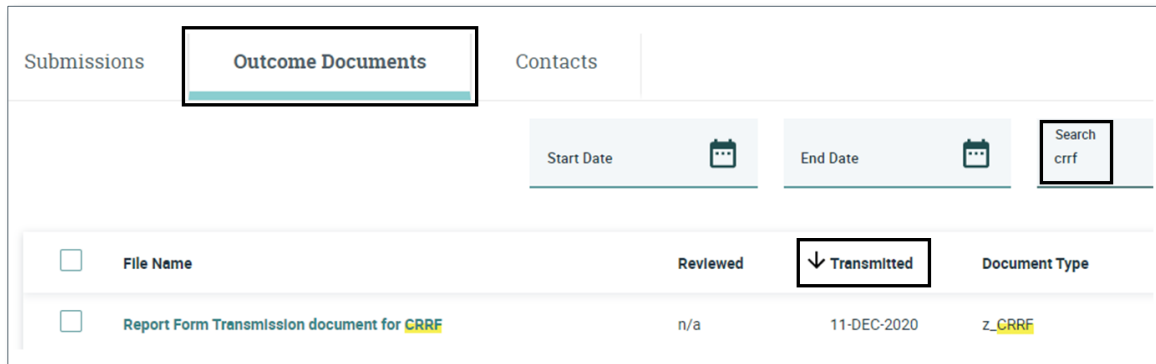 Submissions Outcome Documents Contacts
Start Date End Date Search
crrf
File Name Reviewed Transmitted Document Type
Report Form Transmission document for CRRF n/a 11-DEC-2020 z_CRRF